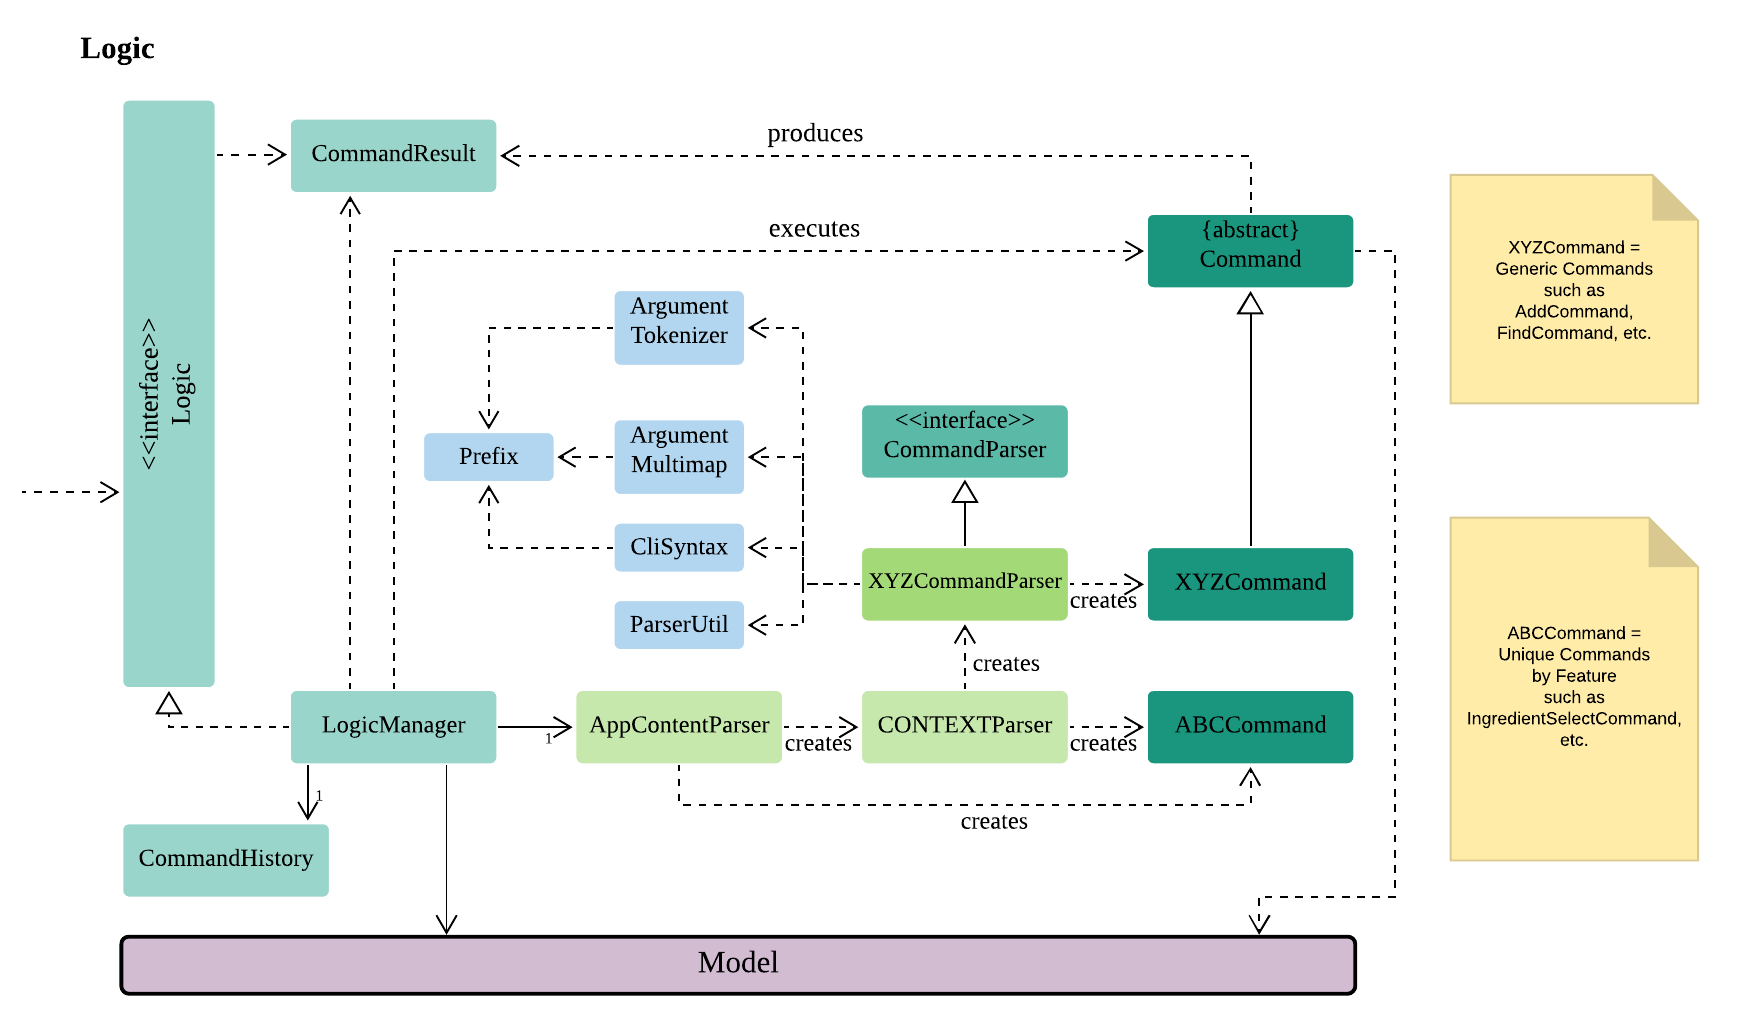 Logic
produces
CommandResult
executes
{abstract}
Command
XYZCommand =
Generic Commands
such as
AddCommand,
FindCommand, etc.
<<interface>>
Logic
Argument
Tokenizer
<<interface>>
CommandParser
Prefix
Argument
Multimap
CliSyntax
XYZCommandParser
creates
XYZCommand
ParserUtil
creates
ABCCommand =
Unique Commands
by Feature
such as
IngredientSelectCommand,
etc.
LogicManager
1
AppContentParser
creates
CONTEXTParser
creates
ABCCommand
1
creates
CommandHistory
Model